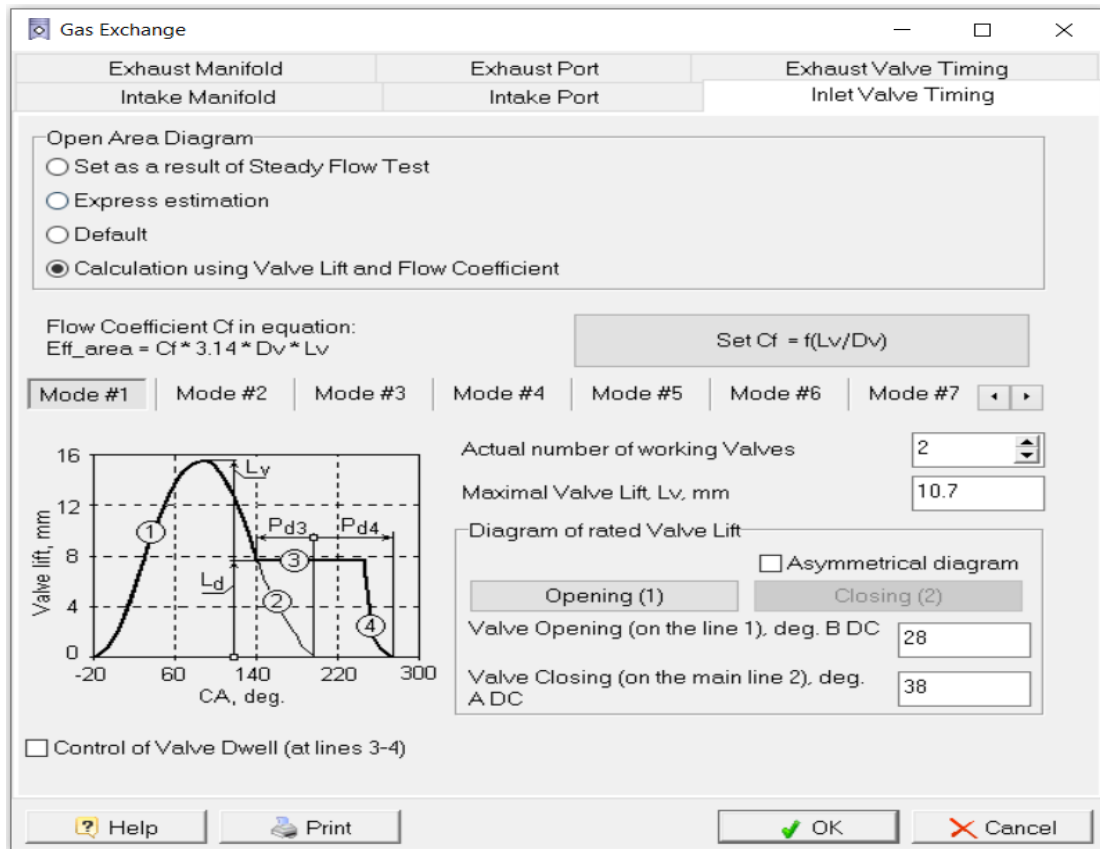 Gas Exchange
Exhaust Manifold Exhaust Port Exhaust Valve Timing
Intake Manifold Intake Port Inlet Valve Timing
Open Area Diagram
Set as a result of Steady Flow Test
Express estimation
Default
Calculation using Valve Lift and Flow Coefficient
Flow Coefficient Cf in equation:
Eff_area = Cf * 3.14 * Dv * Lv
Set Cf = f(Lv/Dv)
Mode #1 Mode #2 Mode #3 Mode #4 Mode #5 Mode #6 Mode #7
Actual number of working Valves 2
Maximal Valve Lift, Lv, mm 10.7
Diagram of rated Valve Lift
Asymmetrical diagram
Opening (1) Closing (2)
Valve Opening (on the line 1), deg. B DC 28
Valve Closing (on the main line 2), deg.
A DC
38
Valve lift, mm
16
12
8
4
0
Lv
Pd3 Pd4
Ld
1
3
2
4
-20 60 140 220 300
CA, deg.
Control of Valve Dwell (at lines 3-4)
Help Print OK Cancel